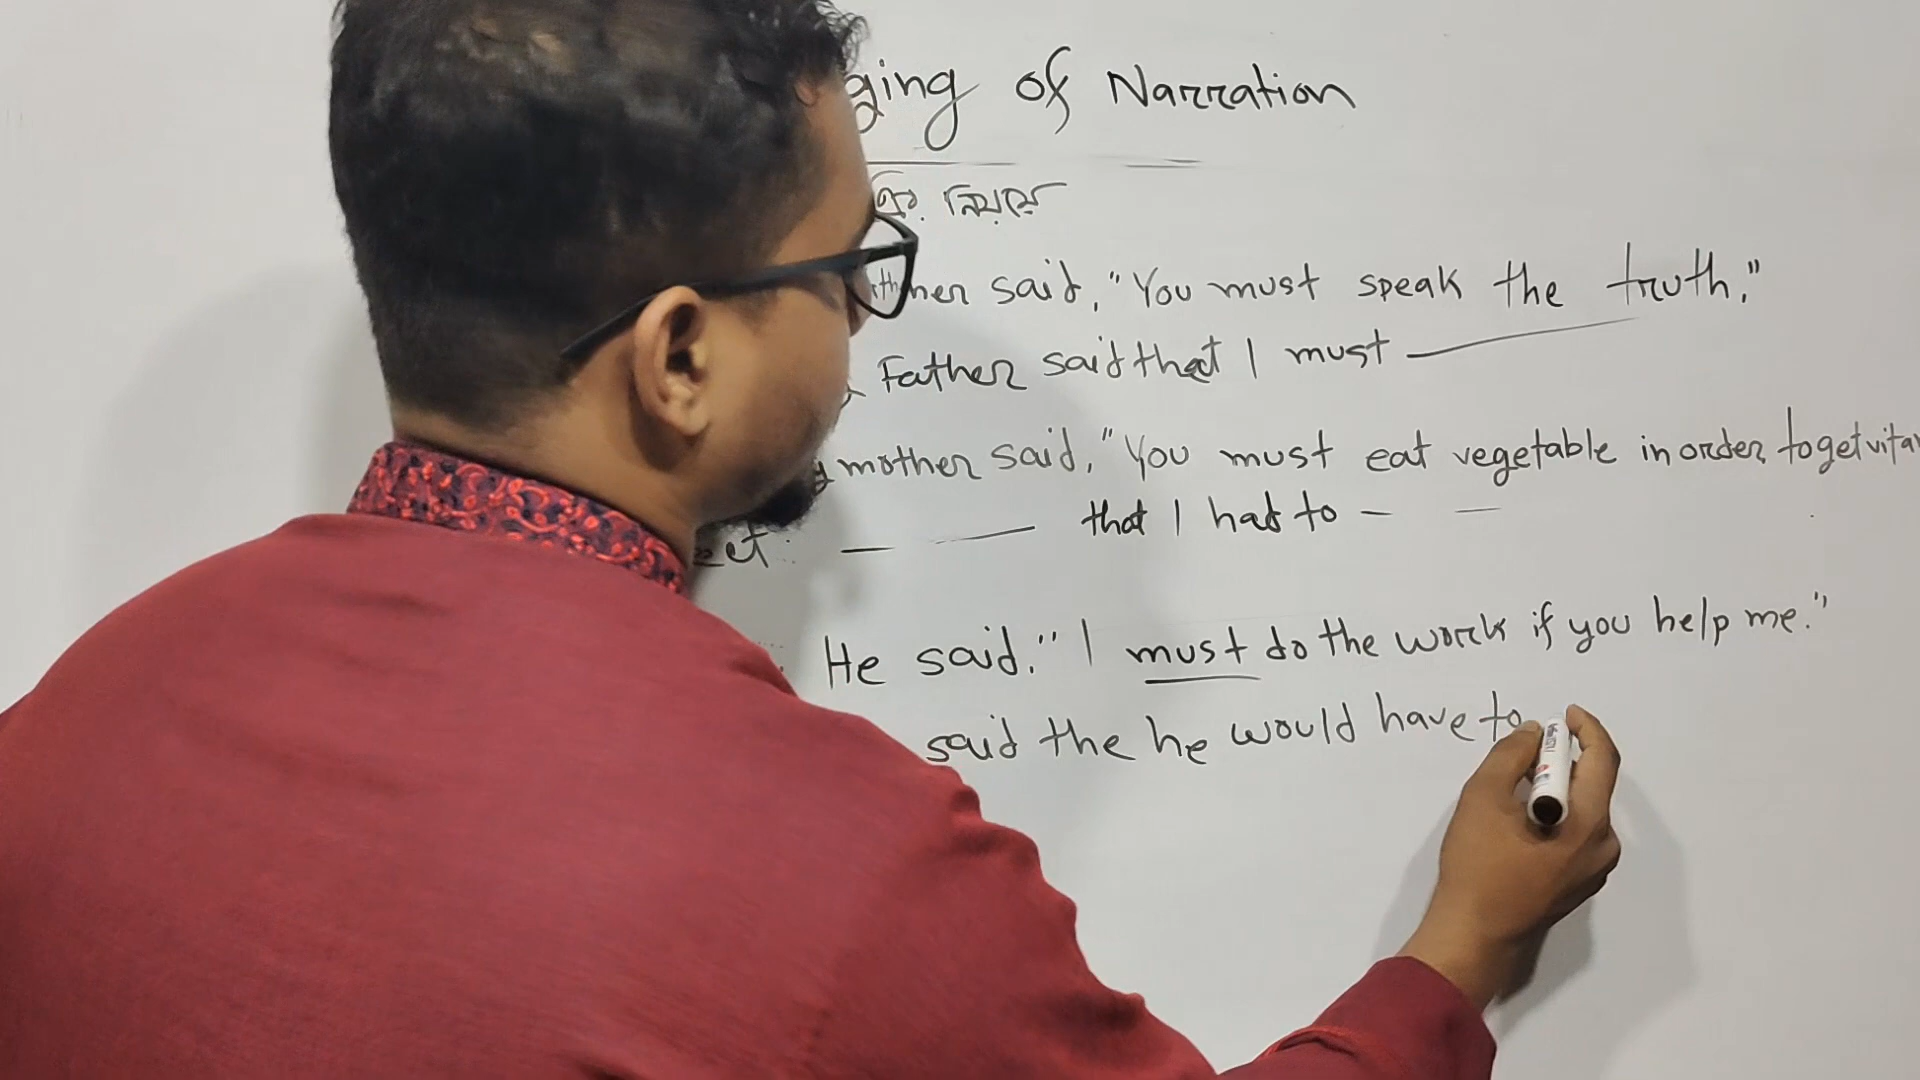 ging of Narration
নিয়মে
ther said, "You must speak the truth."
Father said that I must
mother said, "You must eat vegetable in order to get vita
ect: that I had to
He said." I must do the work if you help me."
said the he would have to